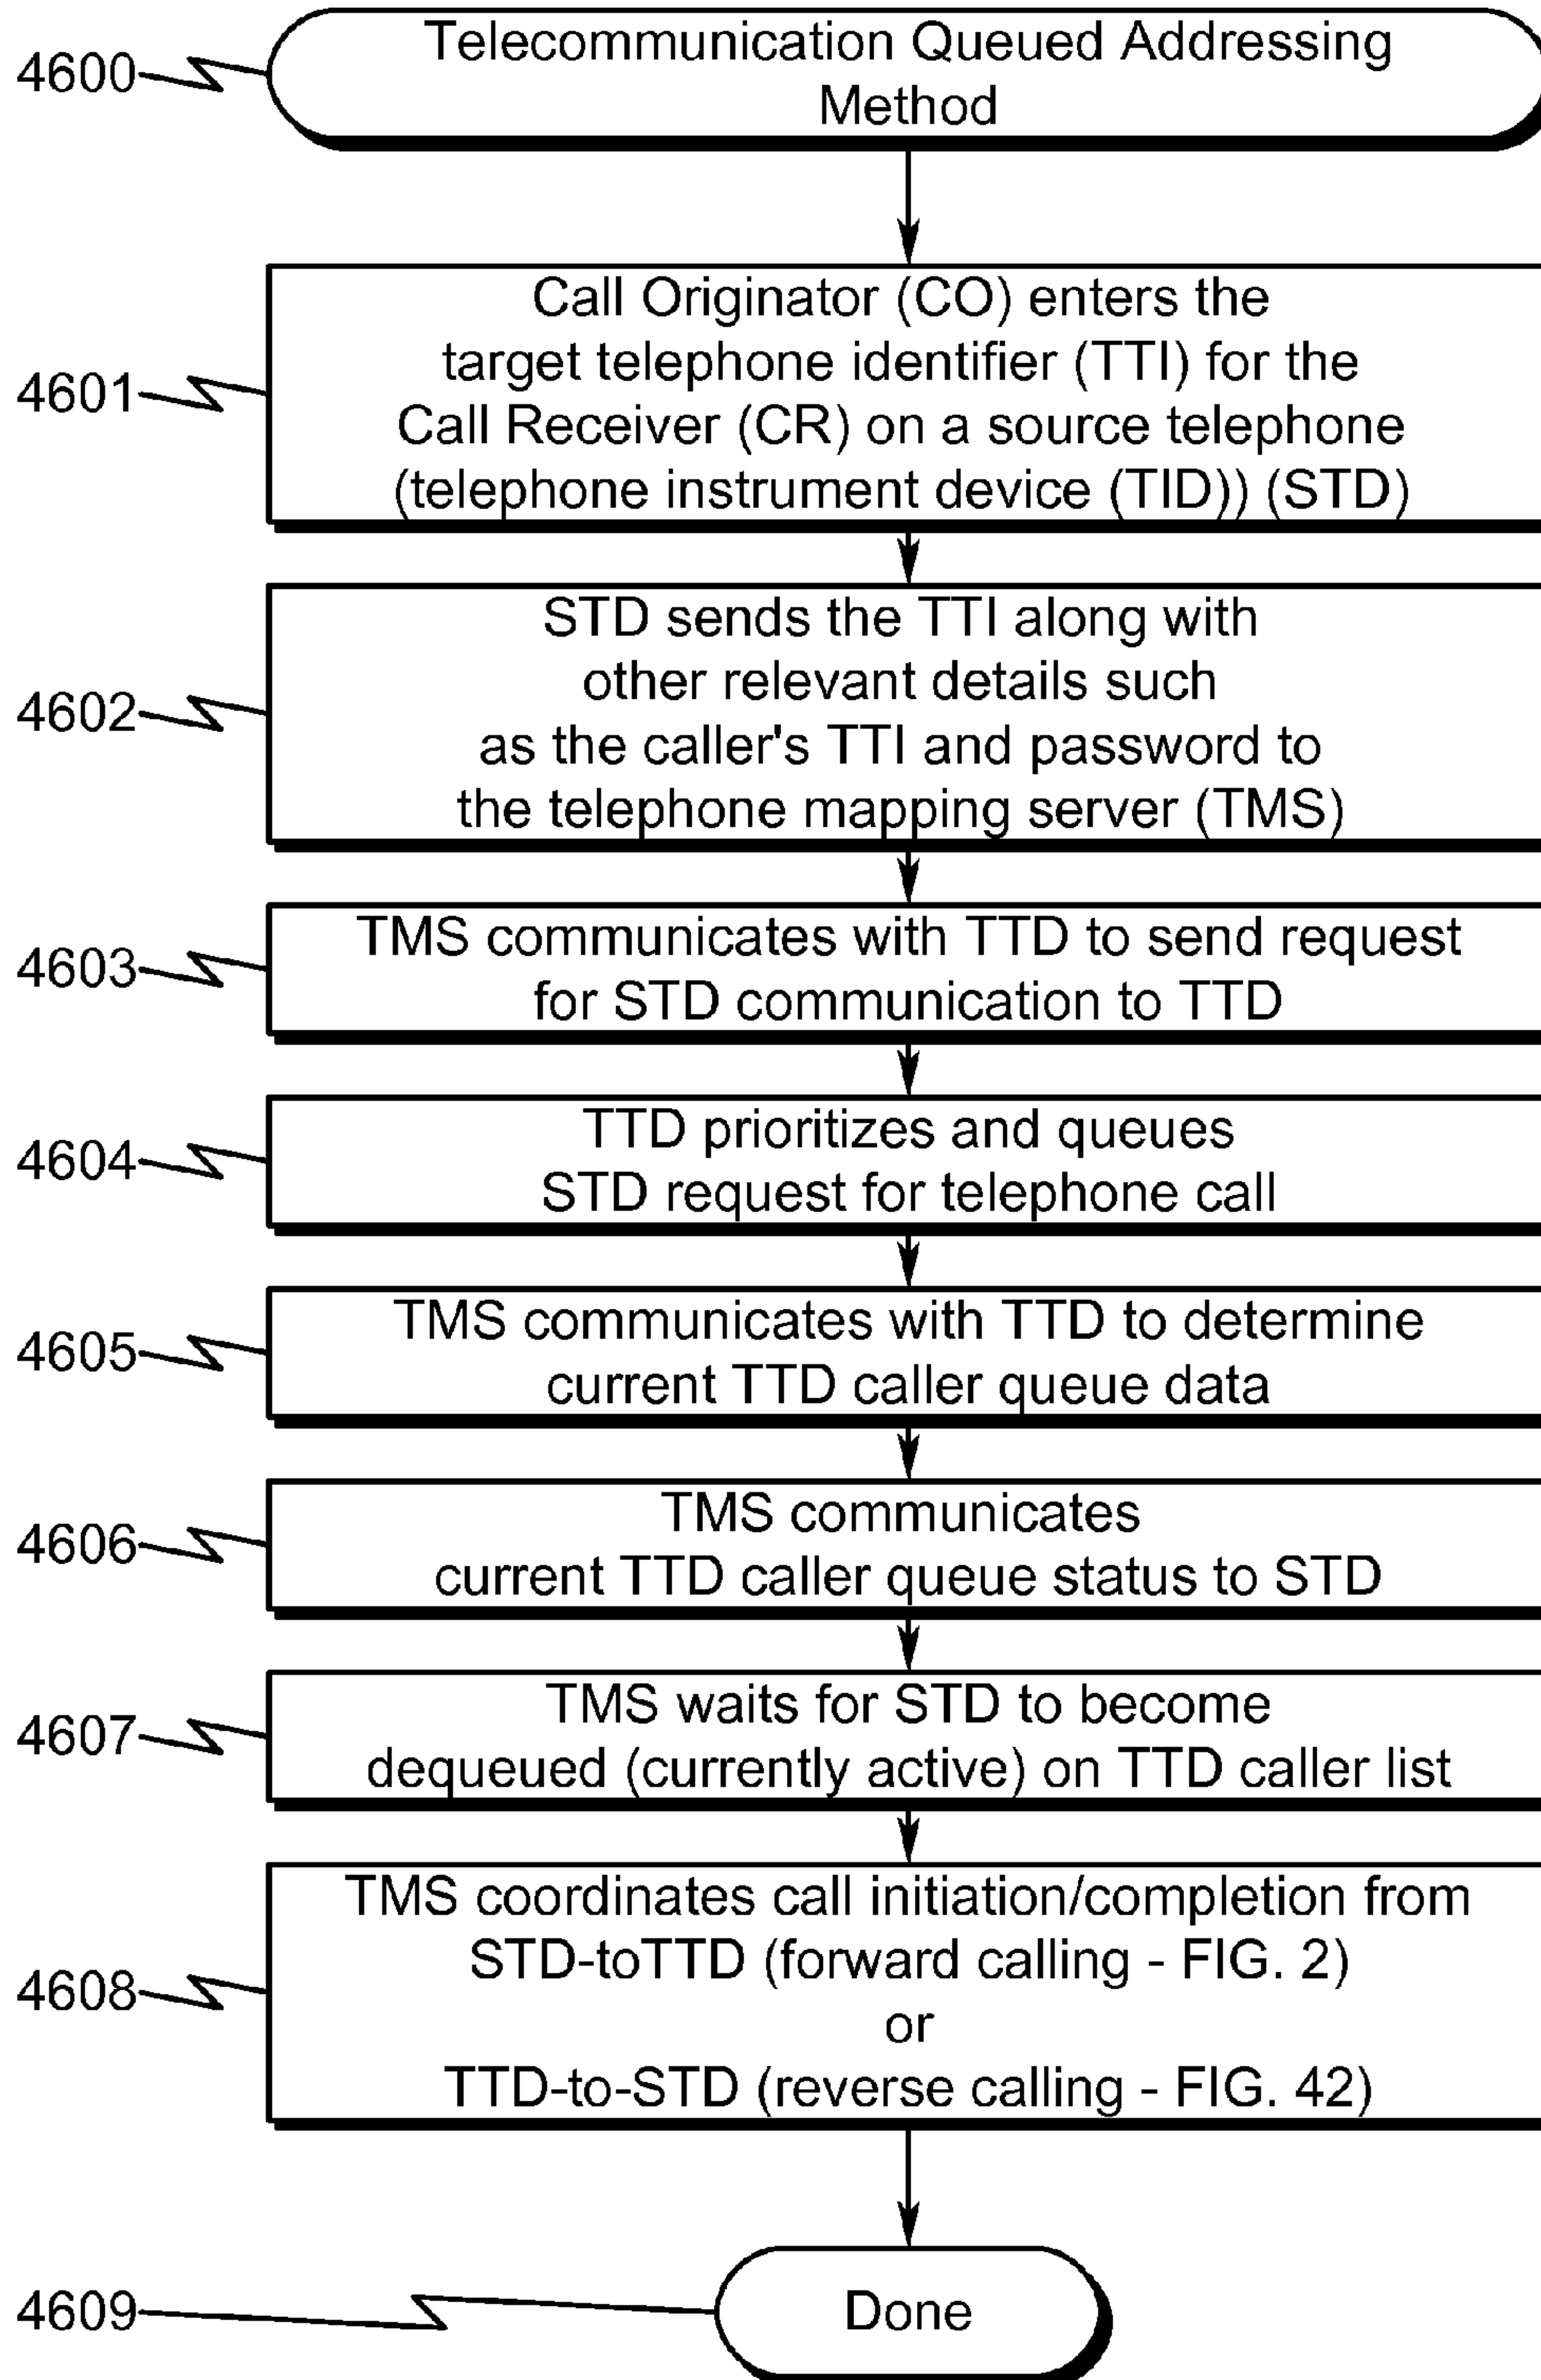 4600
Telecommunication Queued Addressing
Method
4601
Call Originator (CO) enters the
target telephone identifier (TTI) for the
Call Receiver (CR) on a source telephone
(telephone instrument device (TID)) (STD)
4602
STD sends the TTI along with
other relevant details such
as the caller's TTI and password to
the telephone mapping server (TMS)
4603
TMS communicates with TTD to send request
for STD communication to TTD
4604
TTD prioritizes and queues
STD request for telephone call
4605
TMS communicates with TTD to determine
current TTD caller queue data
4606
TMS communicates
current TTD caller queue status to STD
4607
TMS waits for STD to become
dequeued (currently active) on TTD caller list
4608
TMS coordinates call initiation/completion from
STD-toTTD (forward calling - FIG. 2)
or
TTD-to-STD (reverse calling - FIG. 42)
4609
Done